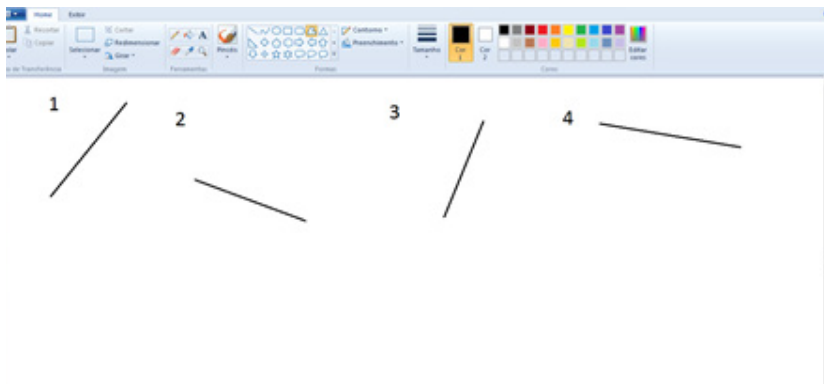 Home Exibir
Recortar
Copiar
Selecionar
Cortar
Redimensionar
Girar
Pincéis
Contorno
Preenchimento
Tamanho
Cor 1
Cor 2
Editar cores
Imagem Ferramentas Formas Cores
1 2 3 4